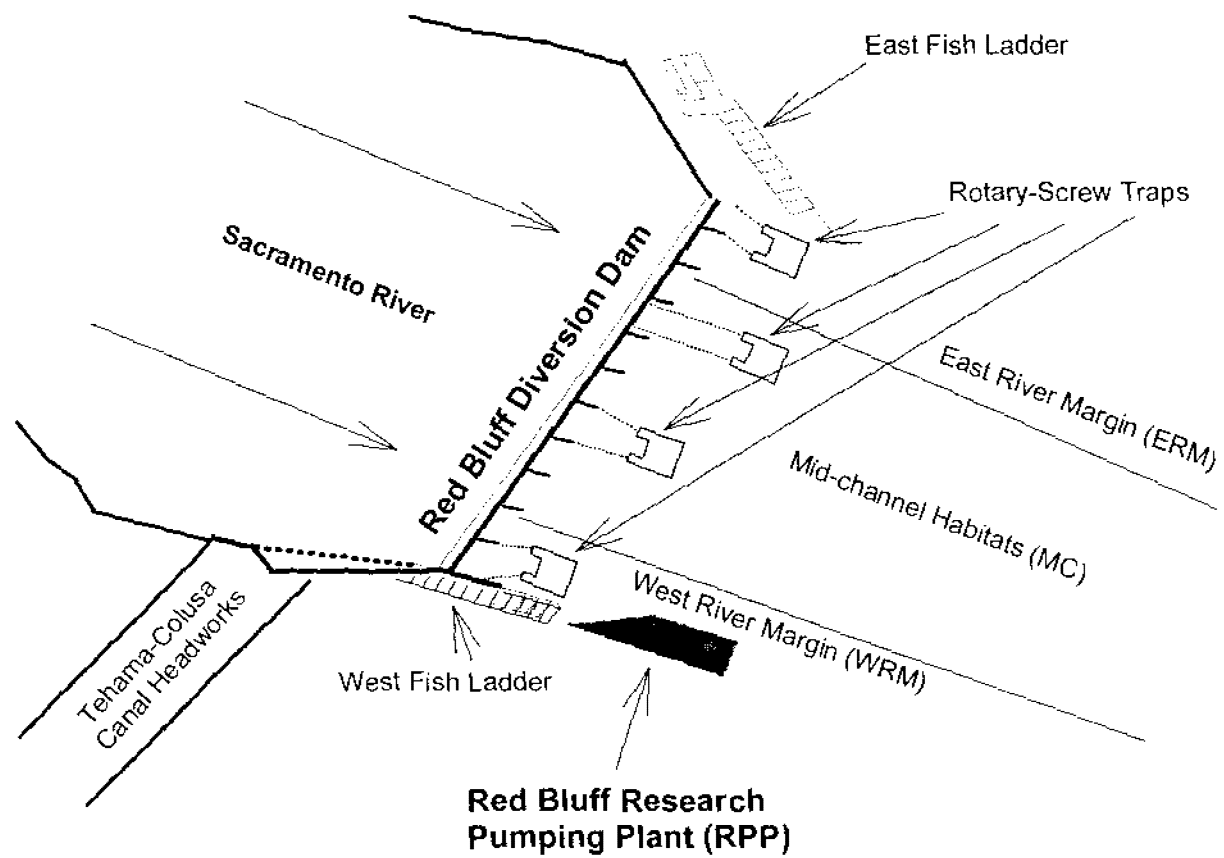 East Fish Ladder
Rotary-Screw Traps
Sacramento River
Red Bluff Diversion Dam
East River Margin (ERM)
Mid-channel Habitats (MC)
West River Margin (WRM)
Tehama-Colusa
Canal Headworks
West Fish Ladder
Red Bluff Research
Pumping Plant (RPP)